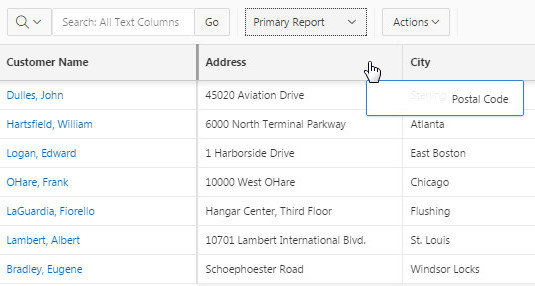 Search: All Text Columns Go Primary Report Actions
Customer Name Address City
Postal Code
Dulles, John 45020 Aviation Drive
Hartsfield, William 6000 North Terminal Parkway Atlanta
Logan, Edward 1 Harborside Drive East Boston
OHare, Frank 10000 West OHare Chicago
LaGuardia, Fiorello Hangar Center, Third Floor Flushing
Lambert, Albert 10701 Lambert International Blvd. St. Louis
Bradley, Eugene Schoephoester Road Windsor Locks